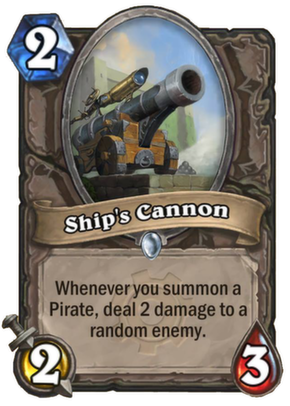 2
Ship's Cannon
Whenever you summon a
Pirate, deal 2 damage to a
random enemy.
2
3